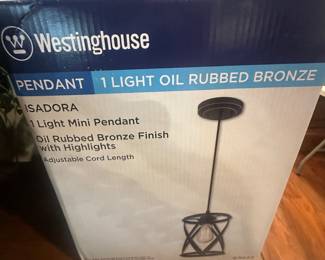 Westinghouse
PENDANT 1 LIGHT OIL RUBBED BRONZE
ISADORA
1 Light Mini Pendant
Oil Rubbed Bronze Finish
with Highlights
Adjustable Cord Length